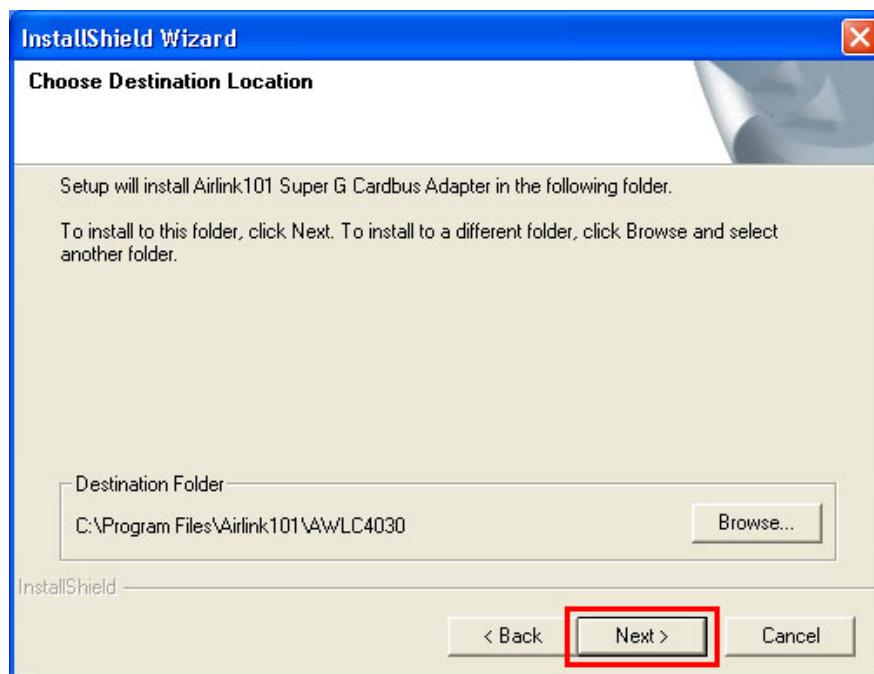 InstallShield Wizard
Choose Destination Location
Setup will install Airlink101 Super G Cardbus Adapter in the following folder.
To install to this folder, click Next. To install to a different folder, click Browse and select
another folder.
Destination Folder
C:\Program Files\Airlink101\AWLC4030
Browse...
InstallShield
< Back
Next >
Cancel